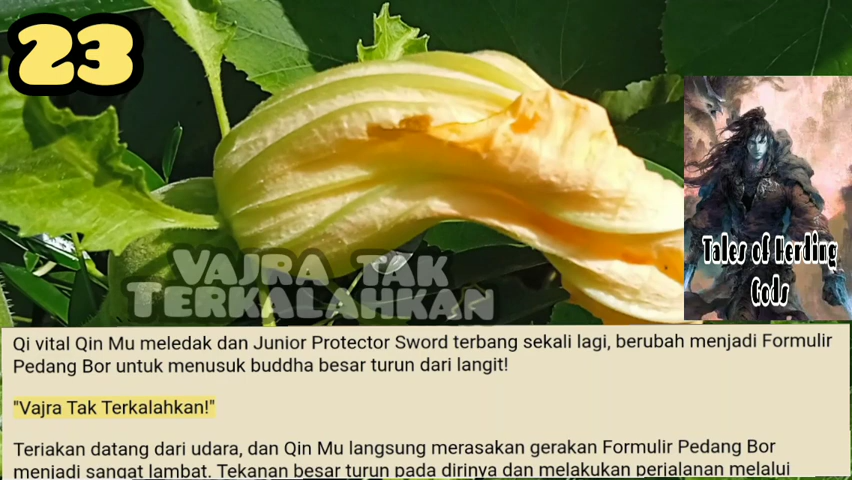 23
Tales of Herding
Gods
VAJRA TAK
TERKALAHKAN
Qi vital Qin Mu meledak dan Junior Protector Sword terbang sekali lagi, berubah menjadi Formulir
Pedang Bor untuk menusuk buddha besar turun dari langit!
"Vajra Tak Terkalahkan!"
Teriakan datang dari udara, dan Qin Mu langsung merasakan gerakan Formulir Pedang Bor
menjadi sangat lambat. Tekanan besar turun pada dirinya dan melakukan perjalanan melalui